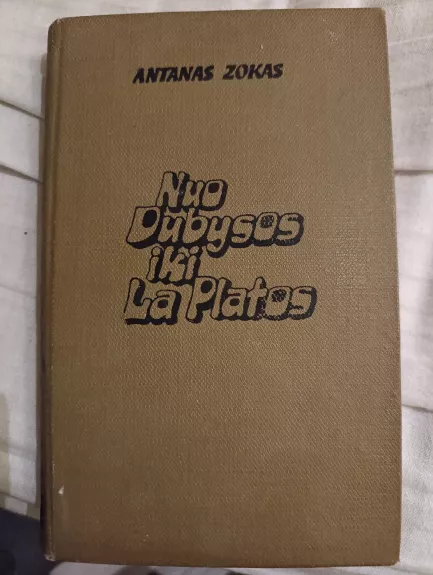 ANTANAS ZOKAS
Nuo
Dubysos
iki
La Platos